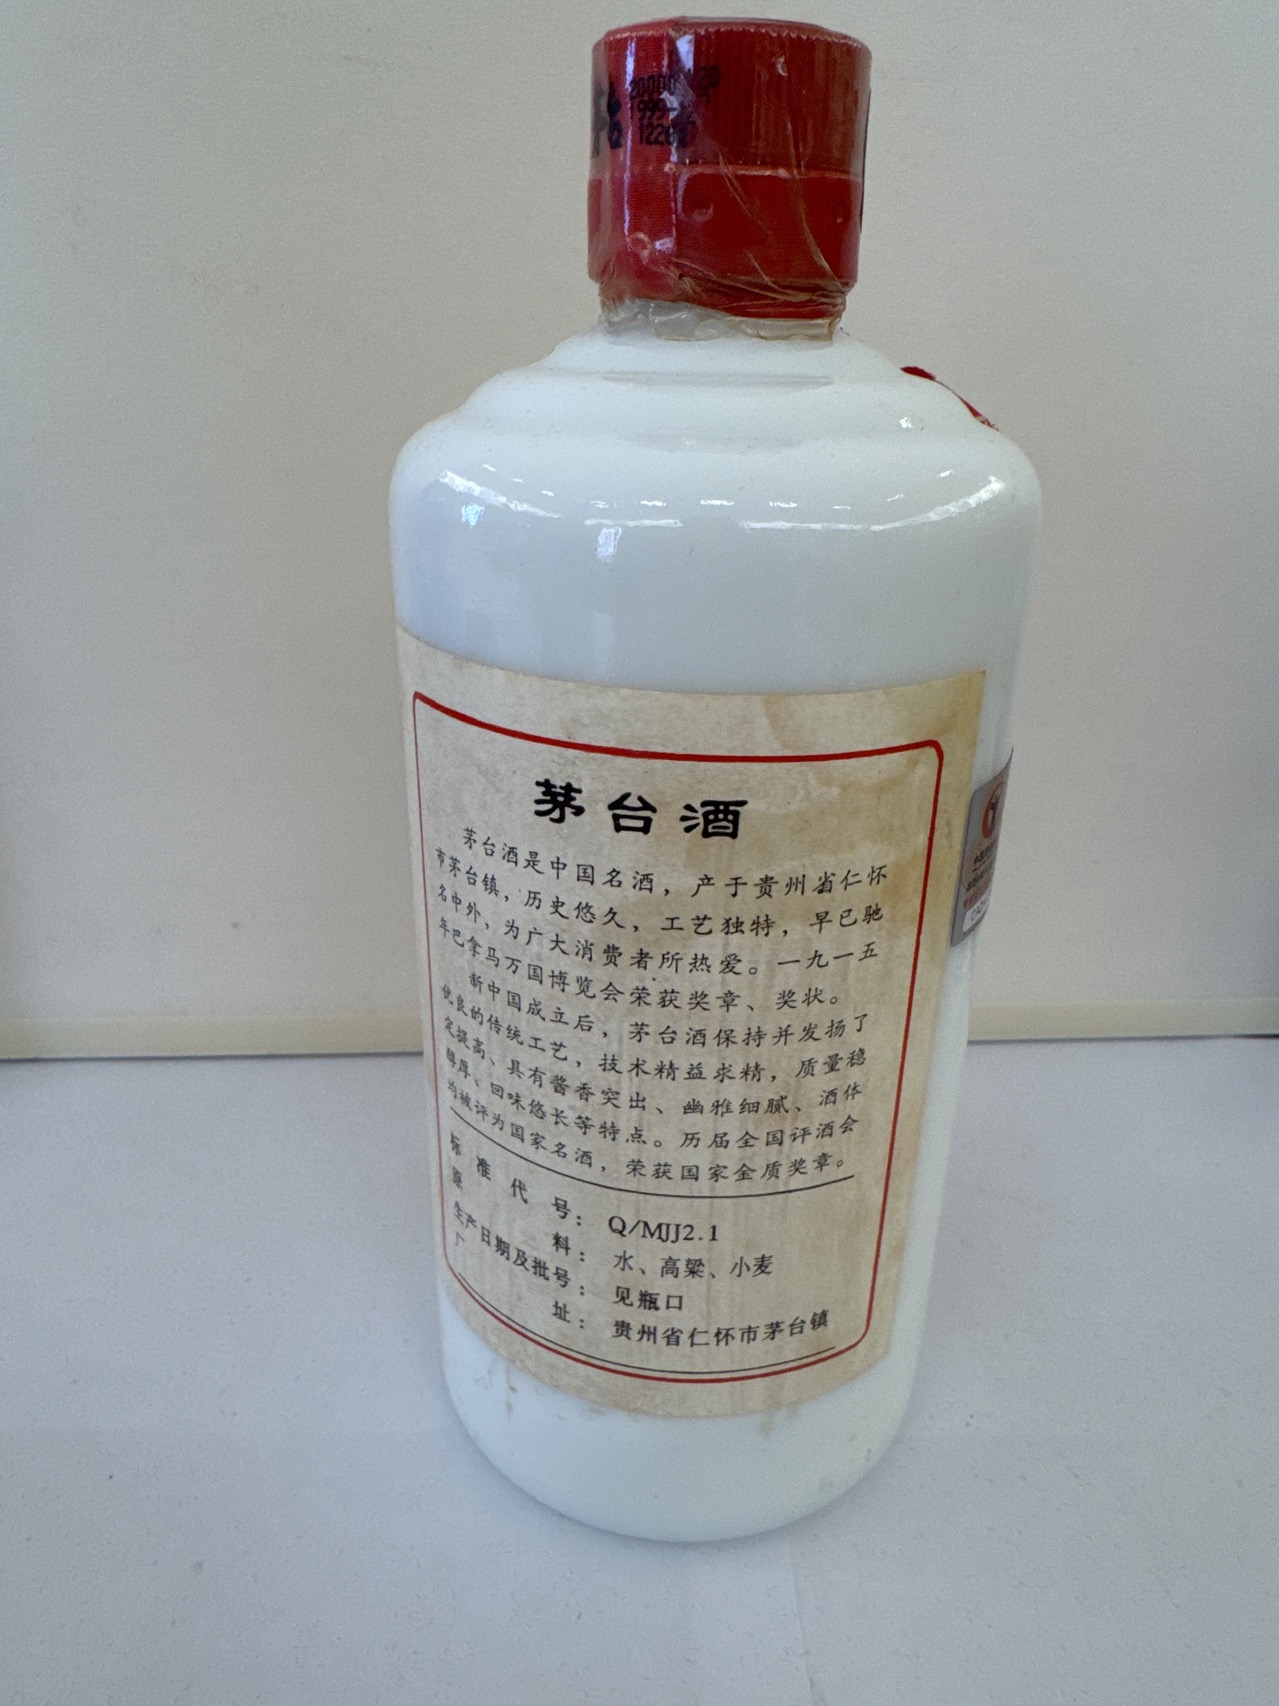 茅台酒
茅台酒是中国名酒，产于贵州省仁怀
市茅台镇，历史悠久，工艺独特，早已驰
名中外，为广大消费者所热爱。一九一五
年巴拿马万国博览会荣获奖章、奖状。
新中国成立后，茅台酒保持并发扬了
优良的传统工艺，技术精益求精，质量稳
定提高、具有酱香突出、幽雅细腻、酒体
醇厚、回味悠长等特点。历届全国评酒会
均被评为国家名酒，荣获国家金质奖章。
标准代号：Q/MJJ2.1
原料：水、高粱、小麦
生产日期及批号：见瓶口
厂址：贵州省仁怀市茅台镇